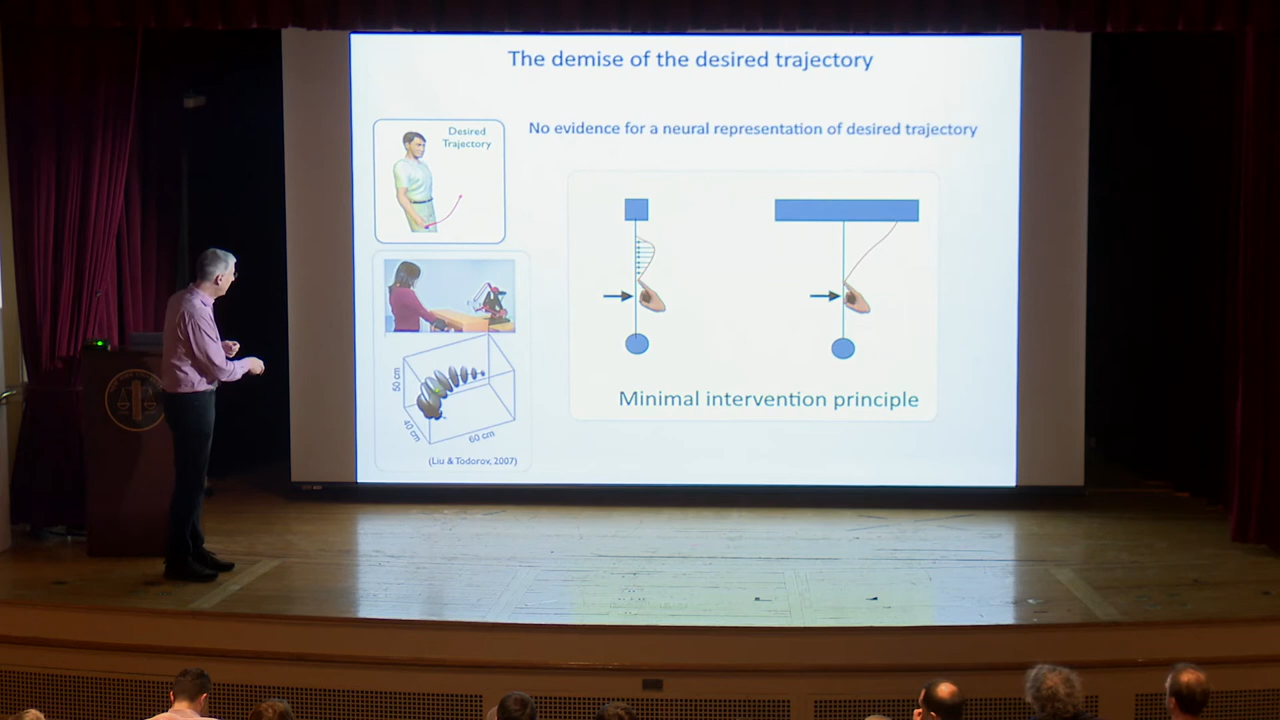 The demise of the desired trajectory
Desired
Trajectory
No evidence for a neural representation of desired trajectory
50 cm
40 cm
60 cm
(Liu & Todorov, 2007)
Minimal intervention principle